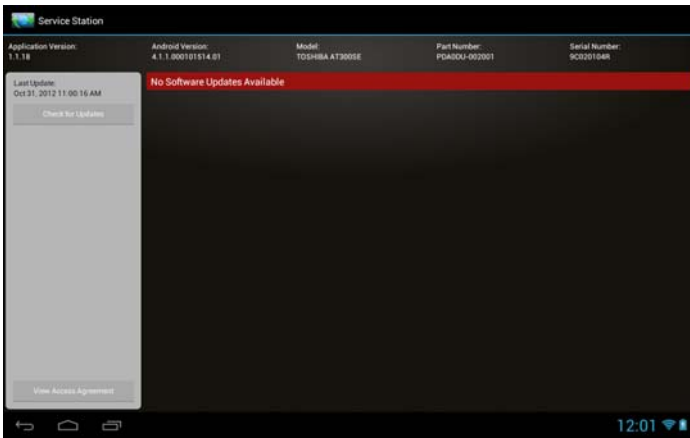 Service Station
Application Version:
1.1.18
Android Version:
4.1.1.000101514.01
Model:
TOSHIBA AT300SE
Part Number:
PDA0DU-002001
Serial Number:
9C020104R
Last Update:
Oct 31, 2012 11:00:16 AM
Check for Updates
No Software Updates Available
View Access Agreement
12:01